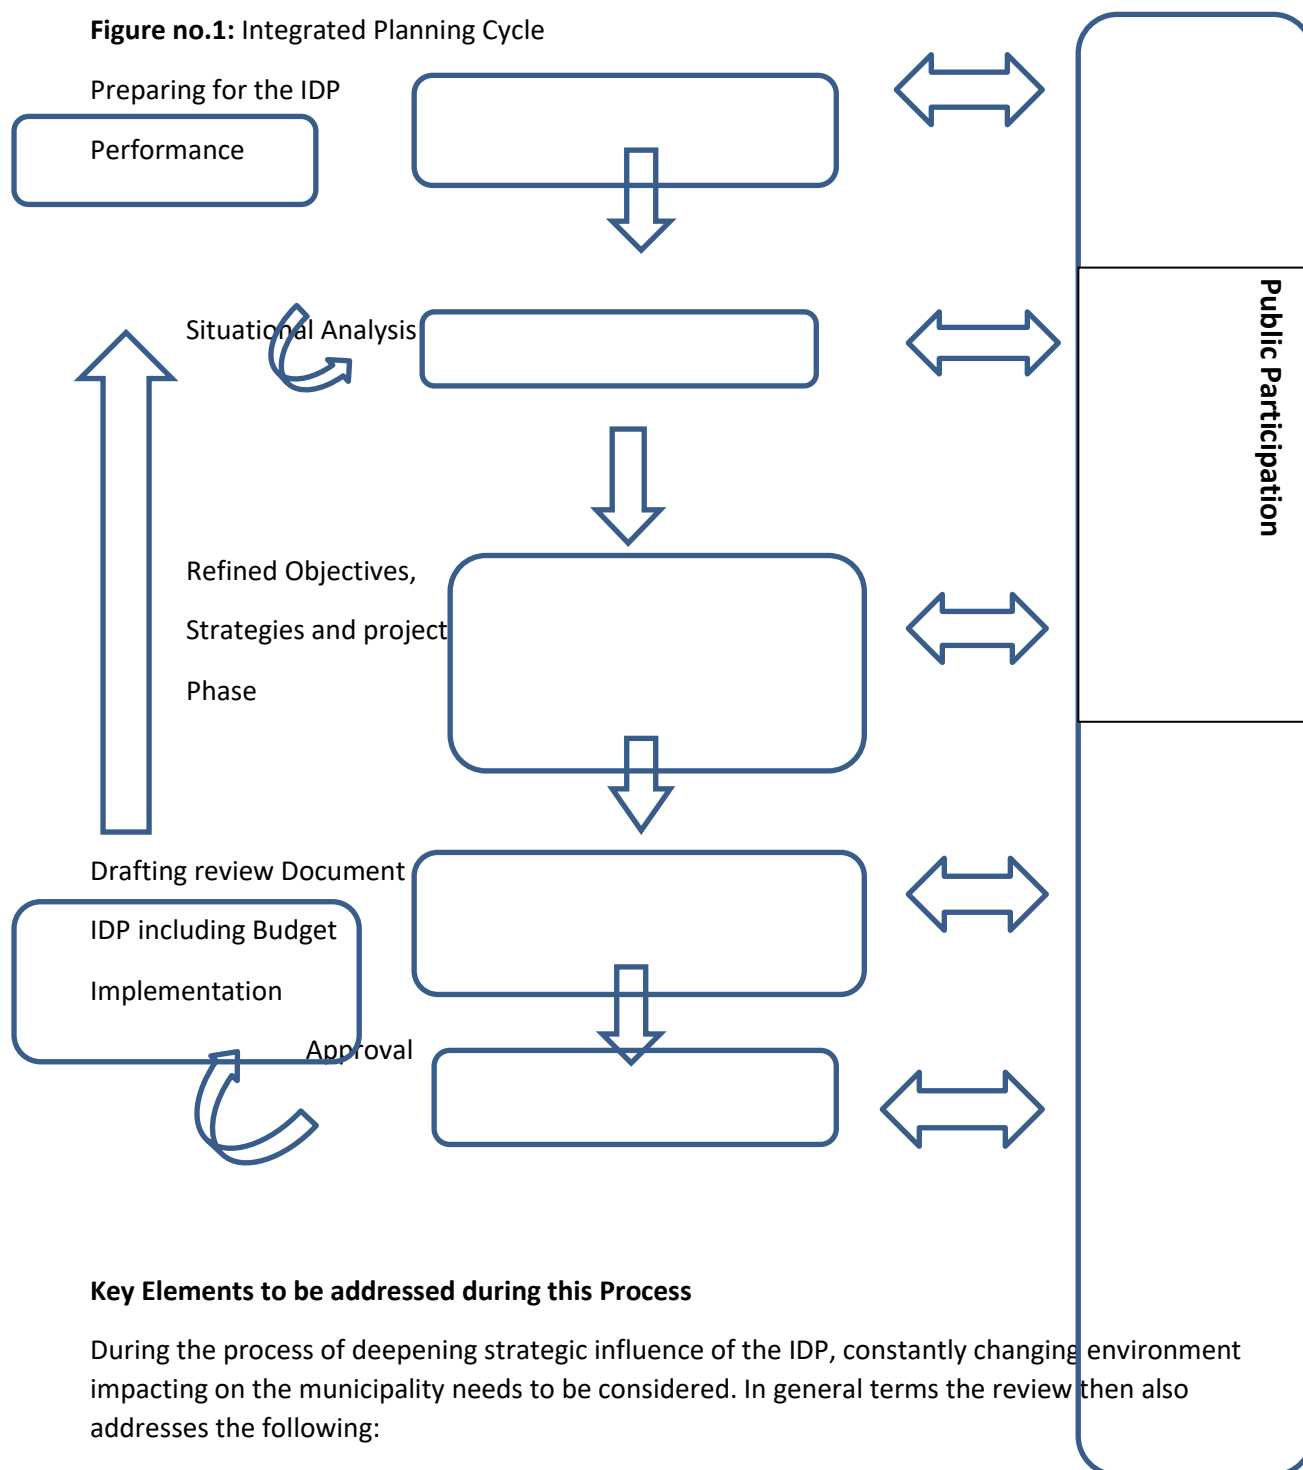 Figure no.1: Integrated Planning Cycle
Preparing for the IDP
Performance
Situational Analysis
Public Participation
Refined Objectives,
Strategies and project
Phase
Drafting review Document
IDP including Budget
Implementation
Approval
Key Elements to be addressed during this Process
During the process of deepening strategic influence of the IDP, constantly changing environment
impacting on the municipality needs to be considered. In general terms the review then also
addresses the following: